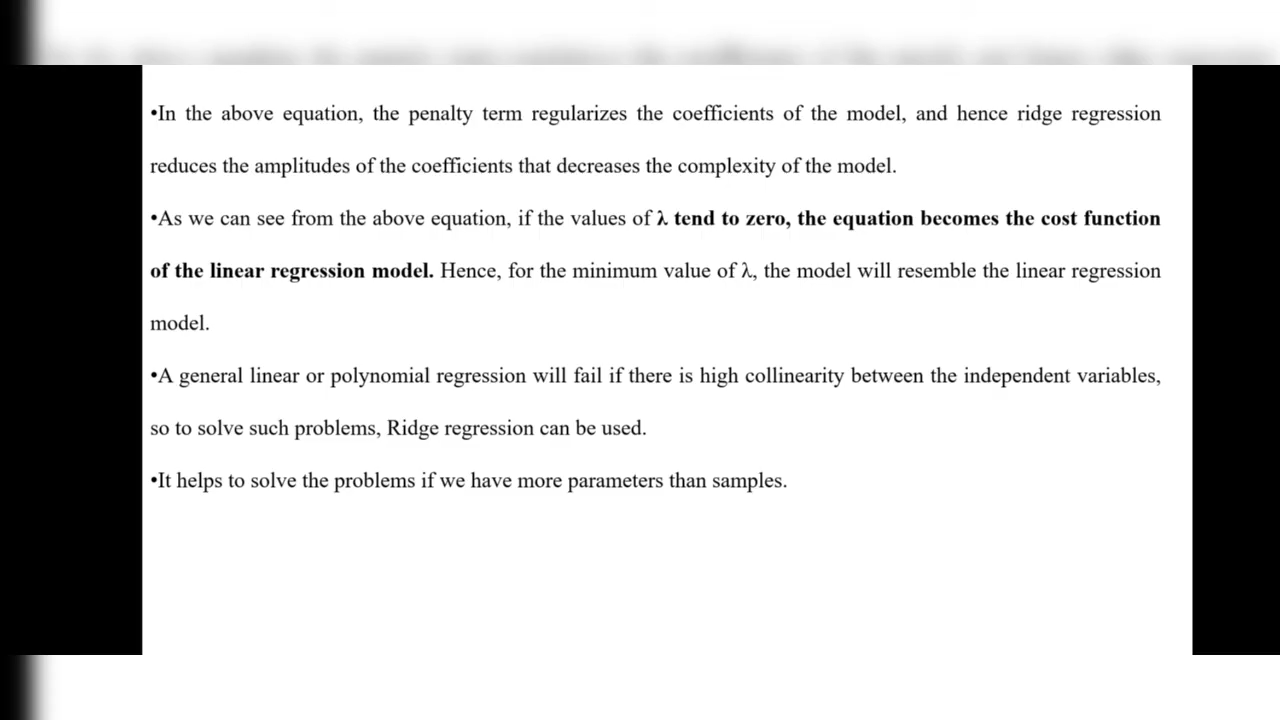 •In the above equation, the penalty term regularizes the coefficients of the model, and hence ridge regression
reduces the amplitudes of the coefficients that decreases the complexity of the model.
•As we can see from the above equation, if the values of λ tend to zero, the equation becomes the cost function
of the linear regression model. Hence, for the minimum value of λ, the model will resemble the linear regression
model.
•A general linear or polynomial regression will fail if there is high collinearity between the independent variables,
so to solve such problems, Ridge regression can be used.
•It helps to solve the problems if we have more parameters than samples.